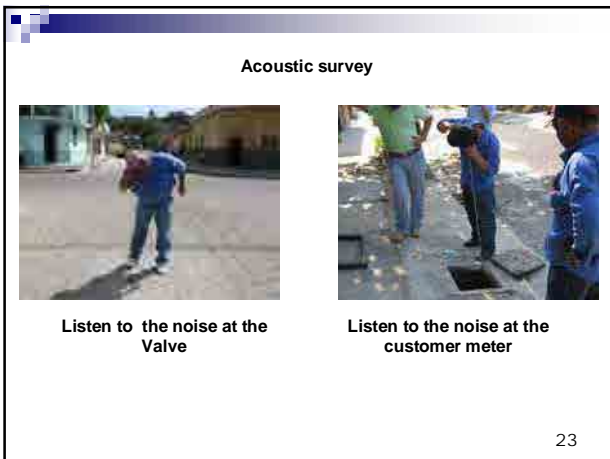 Acoustic survey
Listen to the noise at the
Valve
Listen to the noise at the
customer meter
23